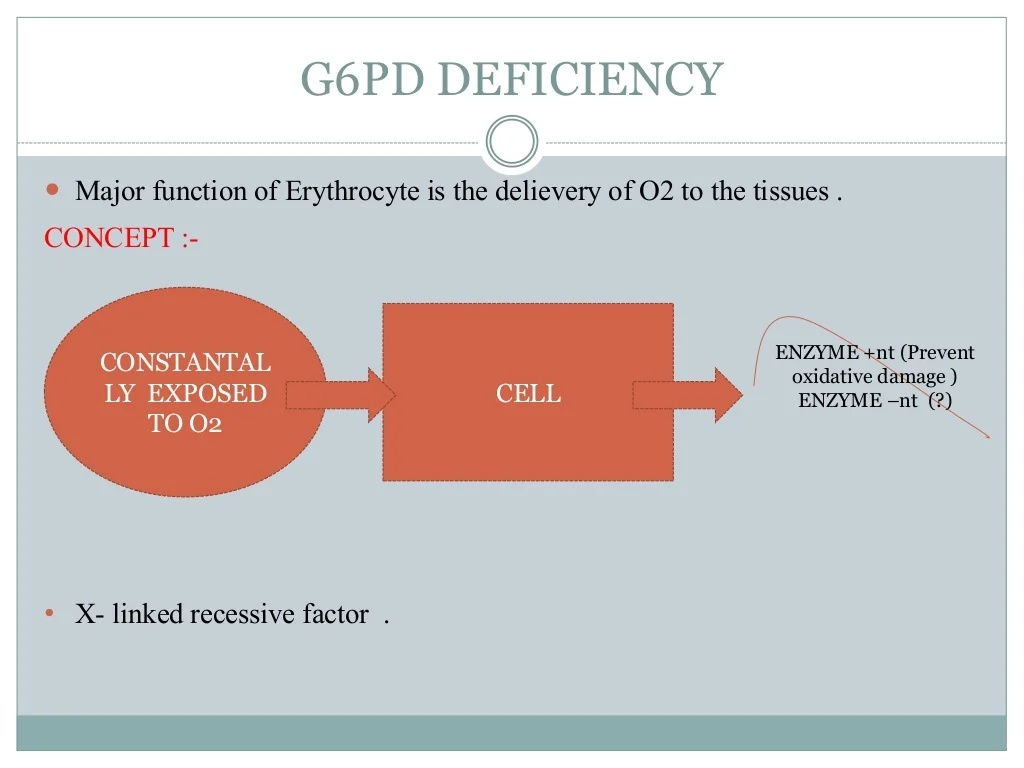 G6PD DEFICIENCY
Major function of Erythrocyte is the delievery of O2 to the tissues .
CONCEPT :-
CONSTANTAL
LY EXPOSED
TO O2
CELL
ENZYME +nt (Prevent
oxidative damage )
ENZYME –nt (?)
X- linked recessive factor .